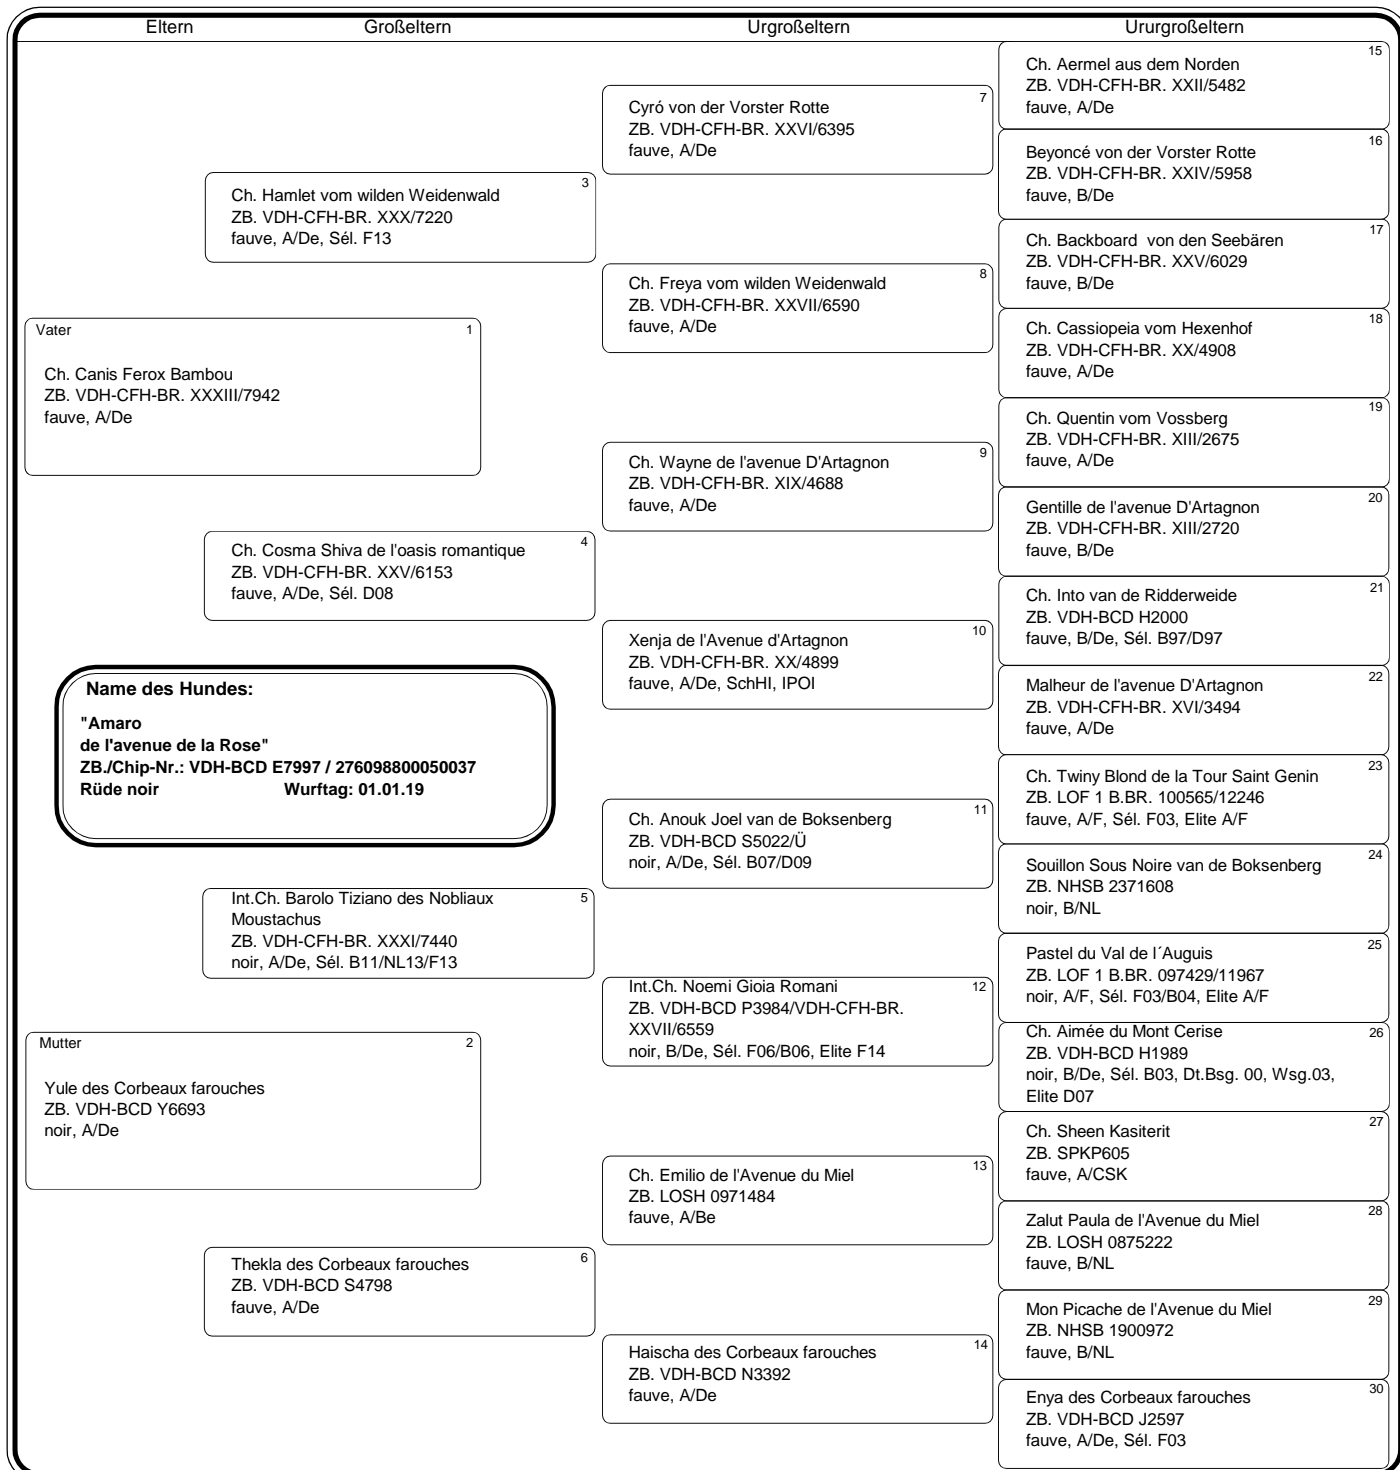 Eltern Großeltern Urgroßeltern Ururgroßeltern
Vater 1
Ch. Canis Ferox Bambou
ZB. VDH-CFH-BR. XXXIII/7942
fauve, A/De
Mutter 2
Yule des Corbeaux farouches
ZB. VDH-BCD Y6693
noir, A/De
Name des Hundes:
"Amaro
de l'avenue de la Rose"
ZB./Chip-Nr.: VDH-BCD E7997 / 276098800050037
Rüde noir Wurftag: 01.01.19
3
Ch. Hamlet vom wilden Weidenwald
ZB. VDH-CFH-BR. XXX/7220
fauve, A/De, Sél. F13
4
Ch. Cosma Shiva de l'oasis romantique
ZB. VDH-CFH-BR. XXV/6153
fauve, A/De, Sél. D08
5
Int.Ch. Barolo Tiziano des Nobliaux
Moustachus
ZB. VDH-CFH-BR. XXXI/7440
noir, A/De, Sél. B11/NL13/F13
6
Thekla des Corbeaux farouches
ZB. VDH-BCD S4798
fauve, A/De
7
Cyró von der Vorster Rotte
ZB. VDH-CFH-BR. XXVI/6395
fauve, A/De
8
Ch. Freya vom wilden Weidenwald
ZB. VDH-CFH-BR. XXVII/6590
fauve, A/De
9
Ch. Wayne de l'avenue D'Artagnon
ZB. VDH-CFH-BR. XIX/4688
fauve, A/De
10
Xenja de l'Avenue d'Artagnon
ZB. VDH-CFH-BR. XX/4899
fauve, A/De, SchHI, IPOI
11
Ch. Anouk Joel van de Boksenberg
ZB. VDH-BCD S5022/Ü
noir, A/De, Sél. B07/D09
12
Int.Ch. Noemi Gioia Romani
ZB. VDH-BCD P3984/VDH-CFH-BR.
XXVII/6559
noir, B/De, Sél. F06/B06, Elite F14
13
Ch. Emilio de l'Avenue du Miel
ZB. LOSH 0971484
fauve, A/Be
14
Haischa des Corbeaux farouches
ZB. VDH-BCD N3392
fauve, A/De
15
Ch. Aermel aus dem Norden
ZB. VDH-CFH-BR. XXII/5482
fauve, A/De
16
Beyoncé von der Vorster Rotte
ZB. VDH-CFH-BR. XXIV/5958
fauve, B/De
17
Ch. Backboard von den Seebären
ZB. VDH-CFH-BR. XXV/6029
fauve, B/De
18
Ch. Cassiopeia vom Hexenhof
ZB. VDH-CFH-BR. XX/4908
fauve, A/De
19
Ch. Quentin vom Vossberg
ZB. VDH-CFH-BR. XIII/2675
fauve, A/De
20
Gentille de l'avenue D'Artagnon
ZB. VDH-CFH-BR. XIII/2720
fauve, B/De
21
Ch. Into van de Ridderweide
ZB. VDH-BCD H2000
fauve, B/De, Sél. B97/D97
22
Malheur de l'avenue D'Artagnon
ZB. VDH-CFH-BR. XVI/3494
fauve, A/De
23
Ch. Twiny Blond de la Tour Saint Genin
ZB. LOF 1 B.BR. 100565/12246
fauve, A/F, Sél. F03, Elite A/F
24
Souillon Sous Noire van de Boksenberg
ZB. NHSB 2371608
noir, B/NL
25
Pastel du Val de l´Auguis
ZB. LOF 1 B.BR. 097429/11967
noir, A/F, Sél. F03/B04, Elite A/F
26
Ch. Aimée du Mont Cerise
ZB. VDH-BCD H1989
noir, B/De, Sél. B03, Dt.Bsg. 00, Wsg.03,
Elite D07
27
Ch. Sheen Kasiterit
ZB. SPKP605
fauve, A/CSK
28
Zalut Paula de l'Avenue du Miel
ZB. LOSH 0875222
fauve, B/NL
29
Mon Picache de l'Avenue du Miel
ZB. NHSB 1900972
fauve, B/NL
30
Enya des Corbeaux farouches
ZB. VDH-BCD J2597
fauve, A/De, Sél. F03